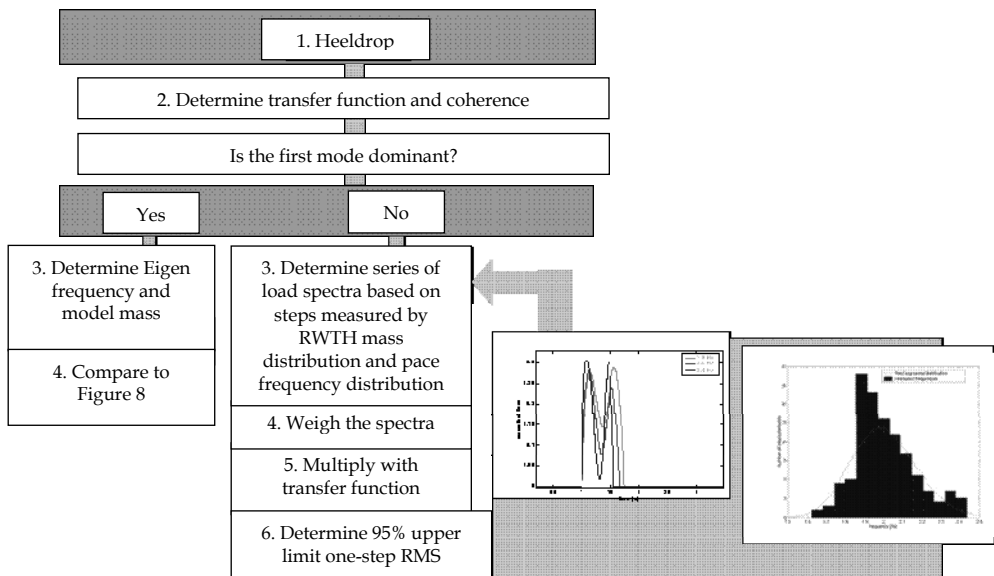 1. Heeldrop
2. Determine transfer function and coherence
Is the first mode dominant?
Yes
No
3. Determine Eigen
frequency and
model mass
4. Compare to
Figure 8
3. Determine series of
load spectra based on
steps measured by
RWTH mass
distribution and pace
frequency distribution
4. Weigh the spectra
5. Multiply with
transfer function
6. Determine 95% upper
limit one-step RMS